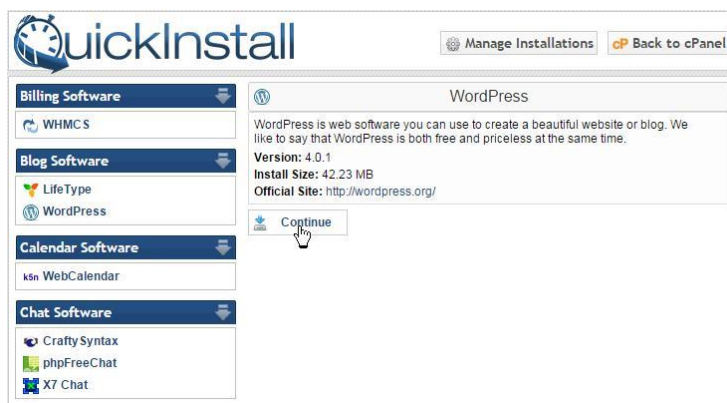 QuickInstall
Manage Installations
cP Back to cPanel
Billing Software
WHMCS
Blog Software
LifeType
WordPress
Calendar Software
k5n WebCalendar
Chat Software
CraftySyntax
phpFreeChat
X7 Chat
WordPress
WordPress is web software you can use to create a beautiful website or blog. We
like to say that WordPress is both free and priceless at the same time.
Version: 4.0.1
Install Size: 42.23 MB
Official Site: http://wordpress.org/
Continue